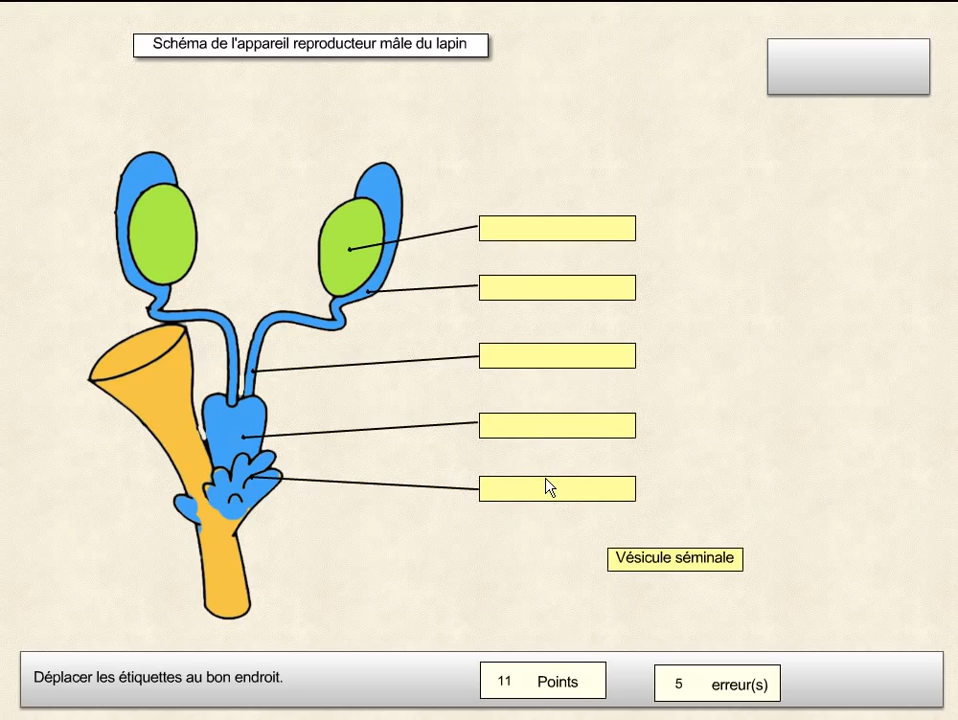 Schéma de l'appareil reproducteur mâle du lapin
Vésicule séminale
Déplacer les étiquettes au bon endroit.
11 Points
5 erreur(s)